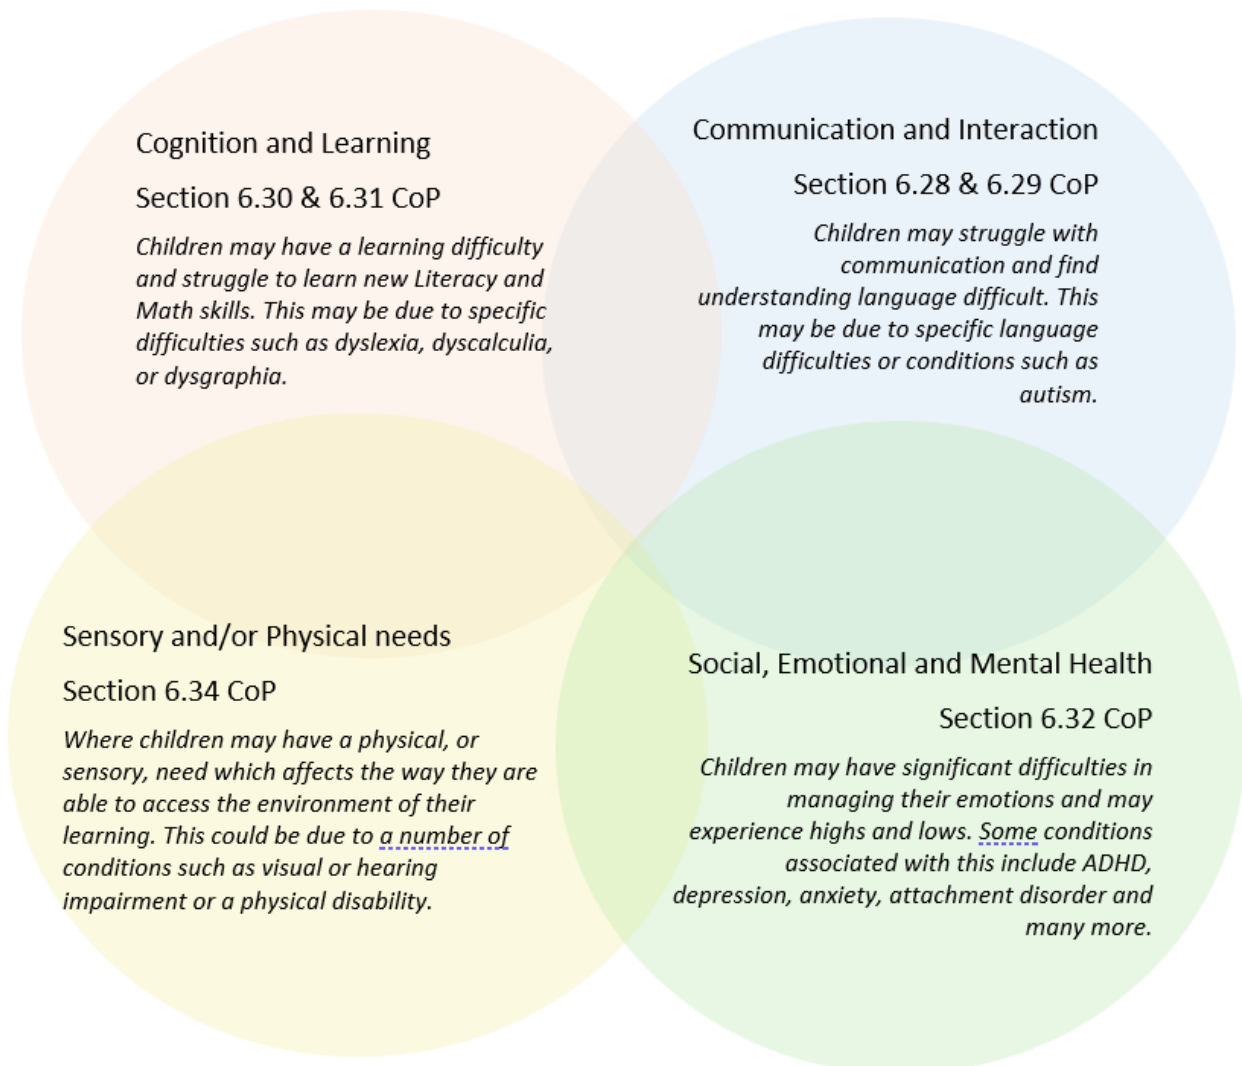 Cognition and Learning
Section 6.30 & 6.31 CoP
Children may have a learning difficulty
and struggle to learn new Literacy and
Math skills. This may be due to specific
difficulties such as dyslexia, dyscalculia,
or dysgraphia.
Communication and Interaction
Section 6.28 & 6.29 CoP
Children may struggle with
communication and find
understanding language difficult. This
may be due to specific language
difficulties or conditions such as
autism.
Sensory and/or Physical needs
Section 6.34 CoP
Where children may have a physical, or
sensory, need which affects the way they are
able to access the environment of their
learning. This could be due to a number of
conditions such as visual or hearing
impairment or a physical disability.
Social, Emotional and Mental Health
Section 6.32 CoP
Children may have significant difficulties in
managing their emotions and may
experience highs and lows. Some conditions
associated with this include ADHD,
depression, anxiety, attachment disorder and
many more.